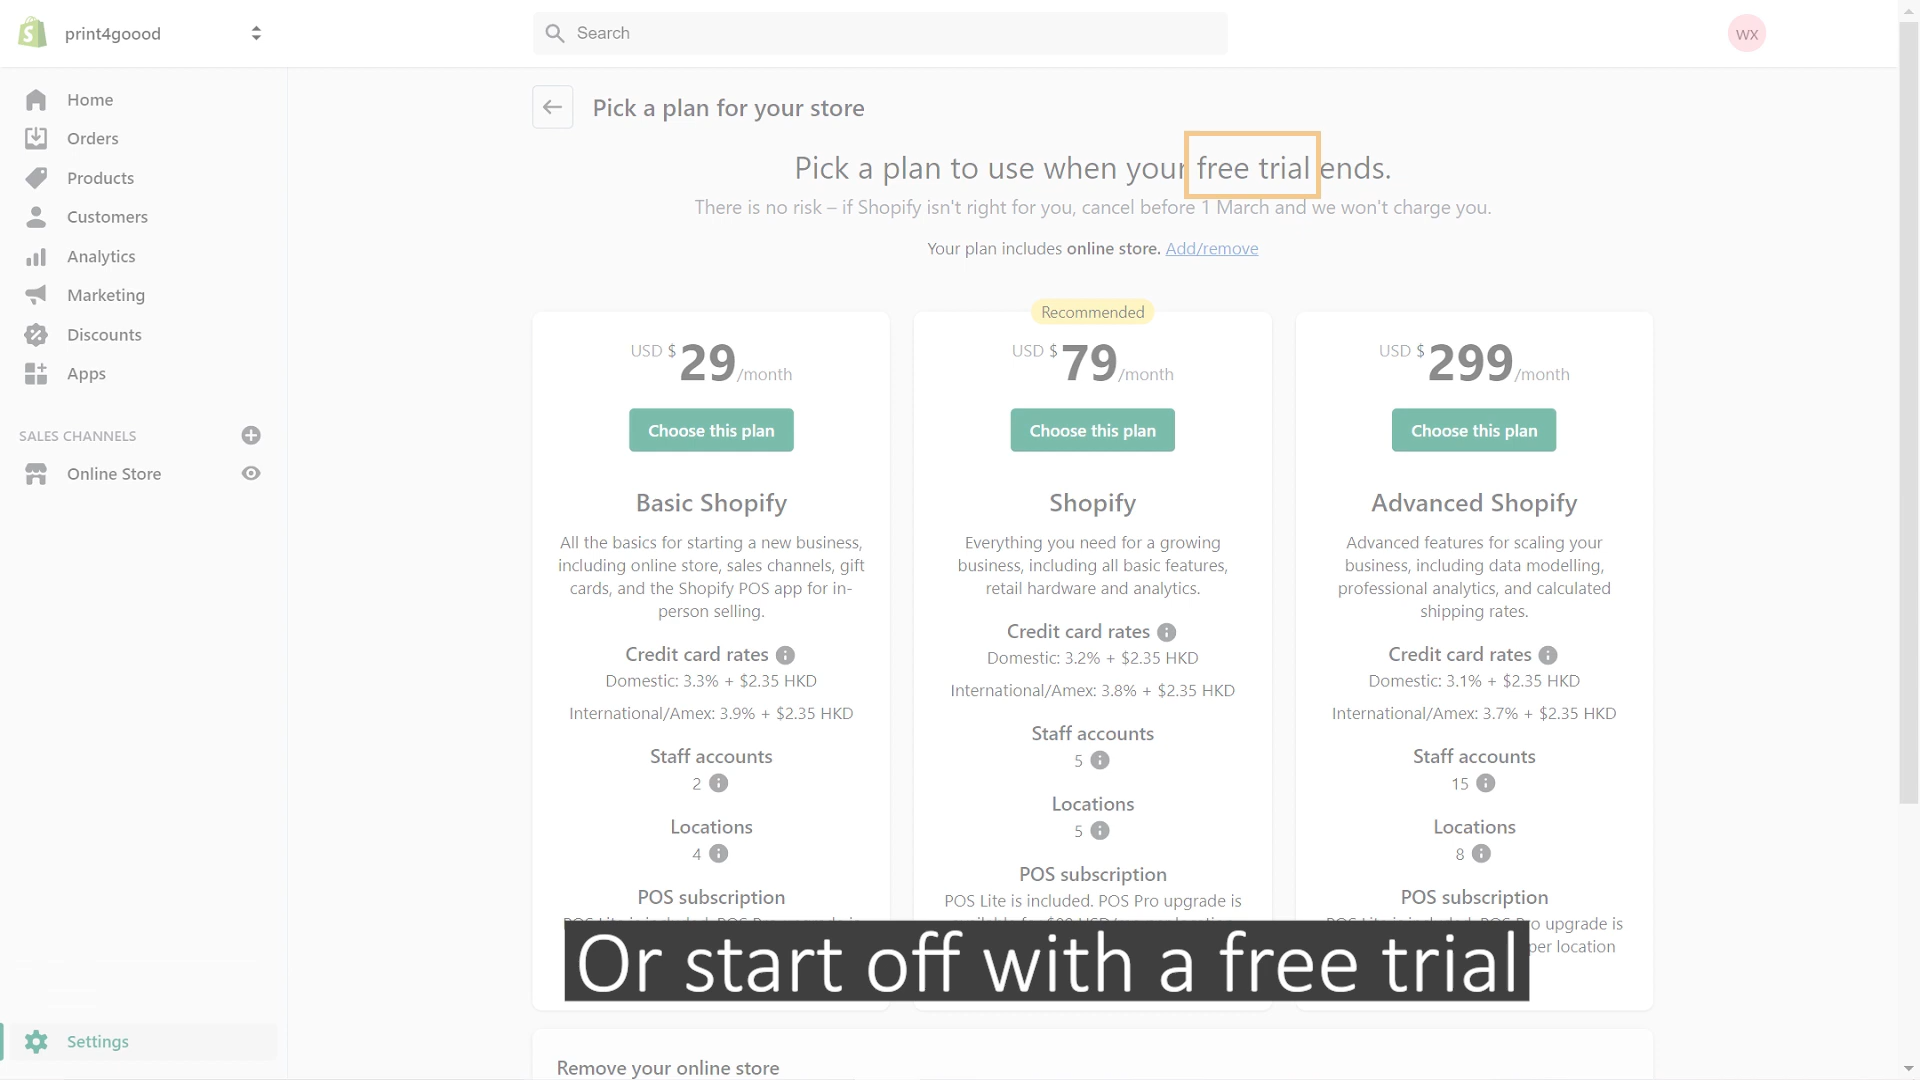 print4goood
Search
WX
Home
Orders
Products
Customers
Analytics
Marketing
Discounts
Apps
SALES CHANNELS
Online Store
Settings
Pick a plan for your store
Pick a plan to use when your free trial ends.
There is no risk – if Shopify isn't right for you, cancel before 1 March and we won't charge you.
Your plan includes online store. Add/remove
USD $ 29 /month
Choose this plan
Basic Shopify
All the basics for starting a new business,
including online store, sales channels, gift
cards, and the Shopify POS app for in-
person selling.
Credit card rates
Domestic: 3.3% + $2.35 HKD
International/Amex: 3.9% + $2.35 HKD
Staff accounts
2
Locations
4
POS subscription
Recommended
USD $ 79 /month
Choose this plan
Shopify
Everything you need for a growing
business, including all basic features,
retail hardware and analytics.
Credit card rates
Domestic: 3.2% + $2.35 HKD
International/Amex: 3.8% + $2.35 HKD
Staff accounts
5
Locations
5
POS subscription
POS Lite is included. POS Pro upgrade is
USD $ 299 /month
Choose this plan
Advanced Shopify
Advanced features for scaling your
business, including data modelling,
professional analytics, and calculated
shipping rates.
Credit card rates
Domestic: 3.1% + $2.35 HKD
International/Amex: 3.7% + $2.35 HKD
Staff accounts
15
Locations
8
POS subscription
upgrade is
per location
Or start off with a free trial
Remove your online store